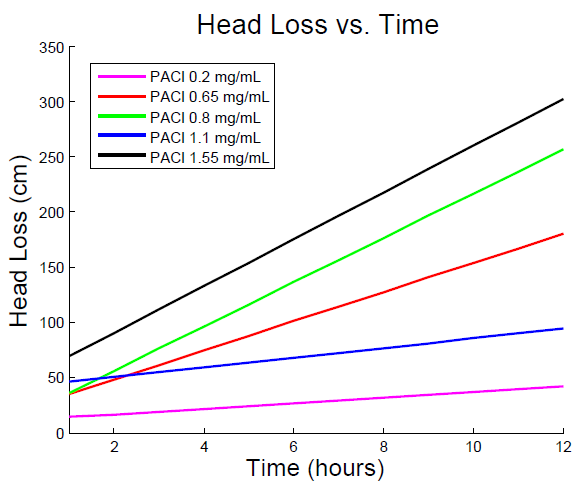 Head Loss vs. Time
350
300
250
200
150
100
50
0
Head Loss (cm)
PACl 0.2 mg/mL
PACl 0.65 mg/mL
PACl 0.8 mg/mL
PACl 1.1 mg/mL
PACl 1.55 mg/mL
2 4 6 8 10 12
Time (hours)